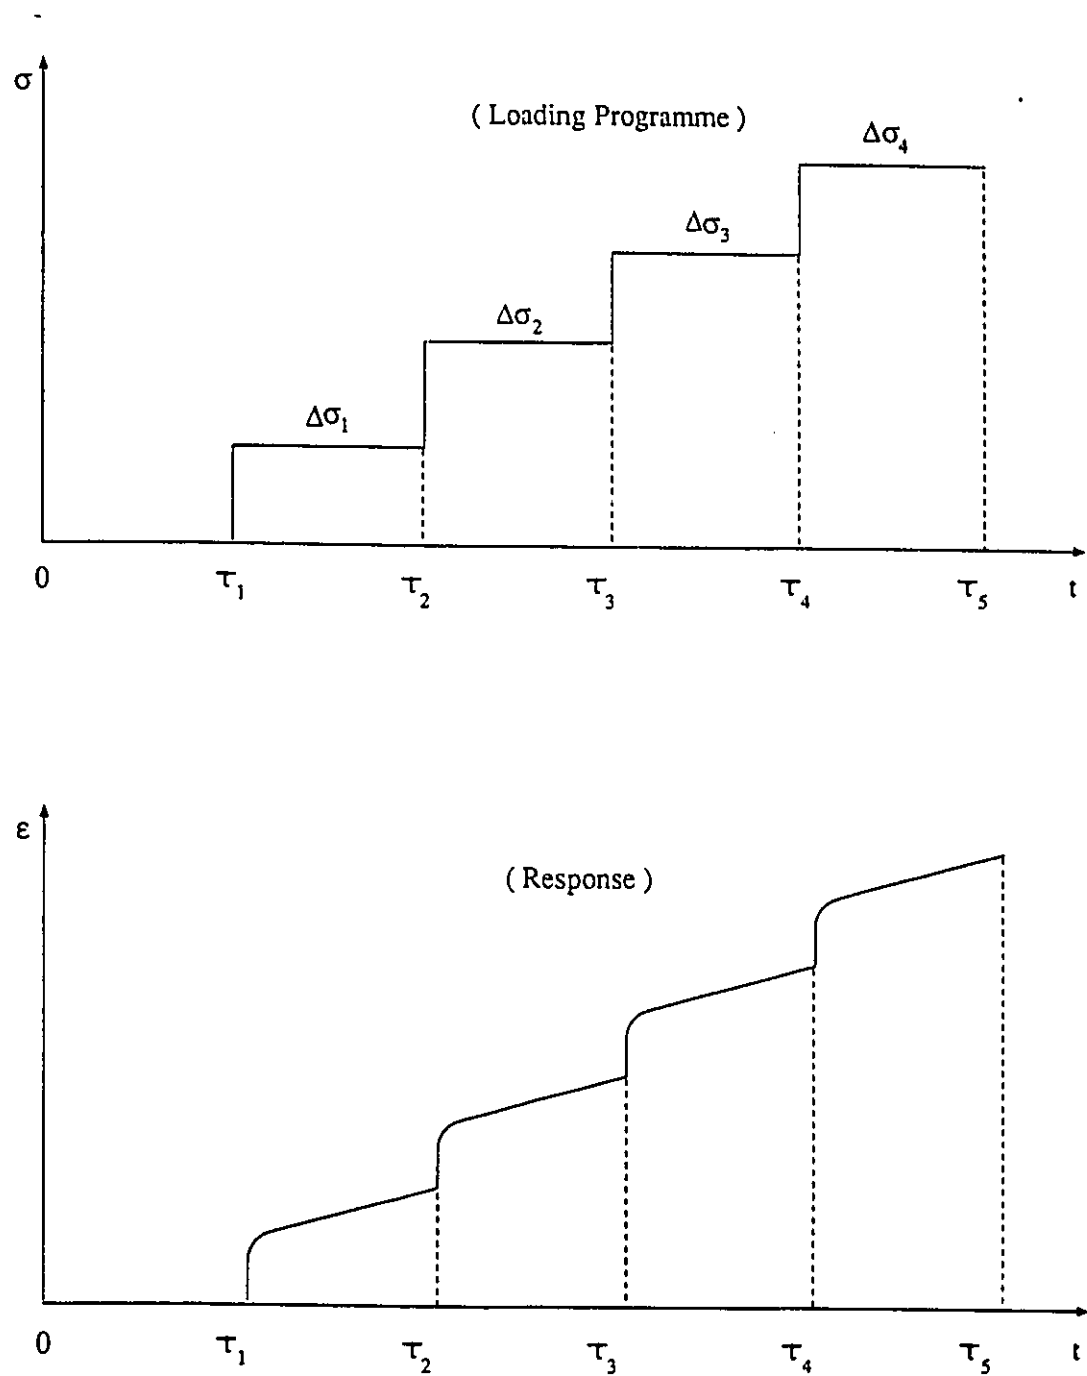 σ
( Loading Programme )
Δσ₄
Δσ₃
Δσ₂
Δσ₁
0 τ₁ τ₂ τ₃ τ₄ τ₅ t
ε
( Response )
0 τ₁ τ₂ τ₃ τ₄ τ₅ t